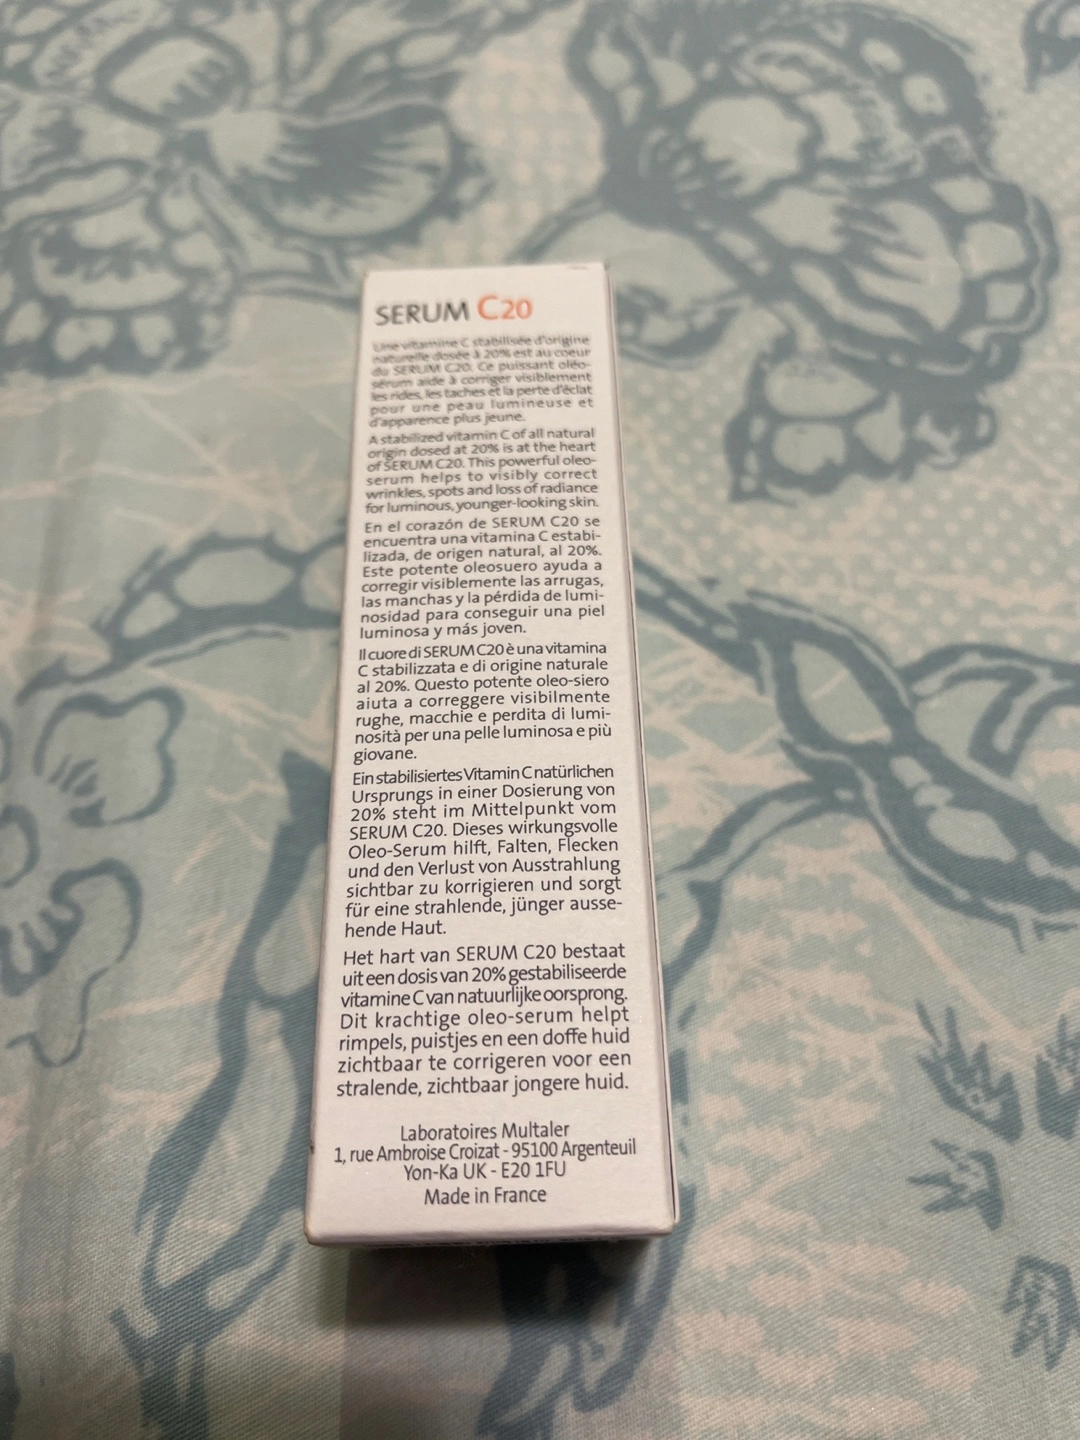 SERUM C20
Une vitamine C stabilisée d'origine
naturelle dosée à 20% est au coeur
du SERUM C20. Ce puissant oléo-
sérum aide à corriger visiblement
les rides, les taches et la perte d'éclat
pour une peau lumineuse et
d'apparence plus jeune.
A stabilized vitamin C of all natural
origin dosed at 20% is at the heart
of SERUM C20. This powerful oleo-
serum helps to visibly correct
wrinkles, spots and loss of radiance
for luminous, younger-looking skin.
En el corazón de SERUM C20 se
encuentra una vitamina C estabi-
lizada, de origen natural, al 20%.
Este potente oleosuero ayuda a
corregir visiblemente las arrugas,
las manchas y la pérdida de lumi-
nosidad para conseguir una piel
luminosa y más joven.
Il cuore di SERUM C20 è una vitamina
C stabilizzata e di origine naturale
al 20%. Questo potente oleo-siero
aiuta a correggere visibilmente
rughe, macchie e perdita di lumi-
nosità per una pelle luminosa e più
giovane.
Ein stabilisiertes Vitamin C natürlichen
Ursprungs in einer Dosierung von
20% steht im Mittelpunkt vom
SERUM C20. Dieses wirkungsvolle
Oleo-Serum hilft, Falten, Flecken
und den Verlust von Ausstrahlung
sichtbar zu korrigieren und sorgt
für eine strahlende, jünger ausse-
hende Haut.
Het hart van SERUM C20 bestaat
uit een dosis van 20% gestabiliseerde
vitamine C van natuurlijke oorsprong.
Dit krachtige oleo-serum helpt
rimpels, puistjes en een doffe huid
zichtbaar te corrigeren voor een
stralende, zichtbaar jongere huid.
Laboratoires Multaler
1, rue Ambroise Croizat - 95100 Argenteuil
Yon-Ka UK - E20 1FU
Made in France